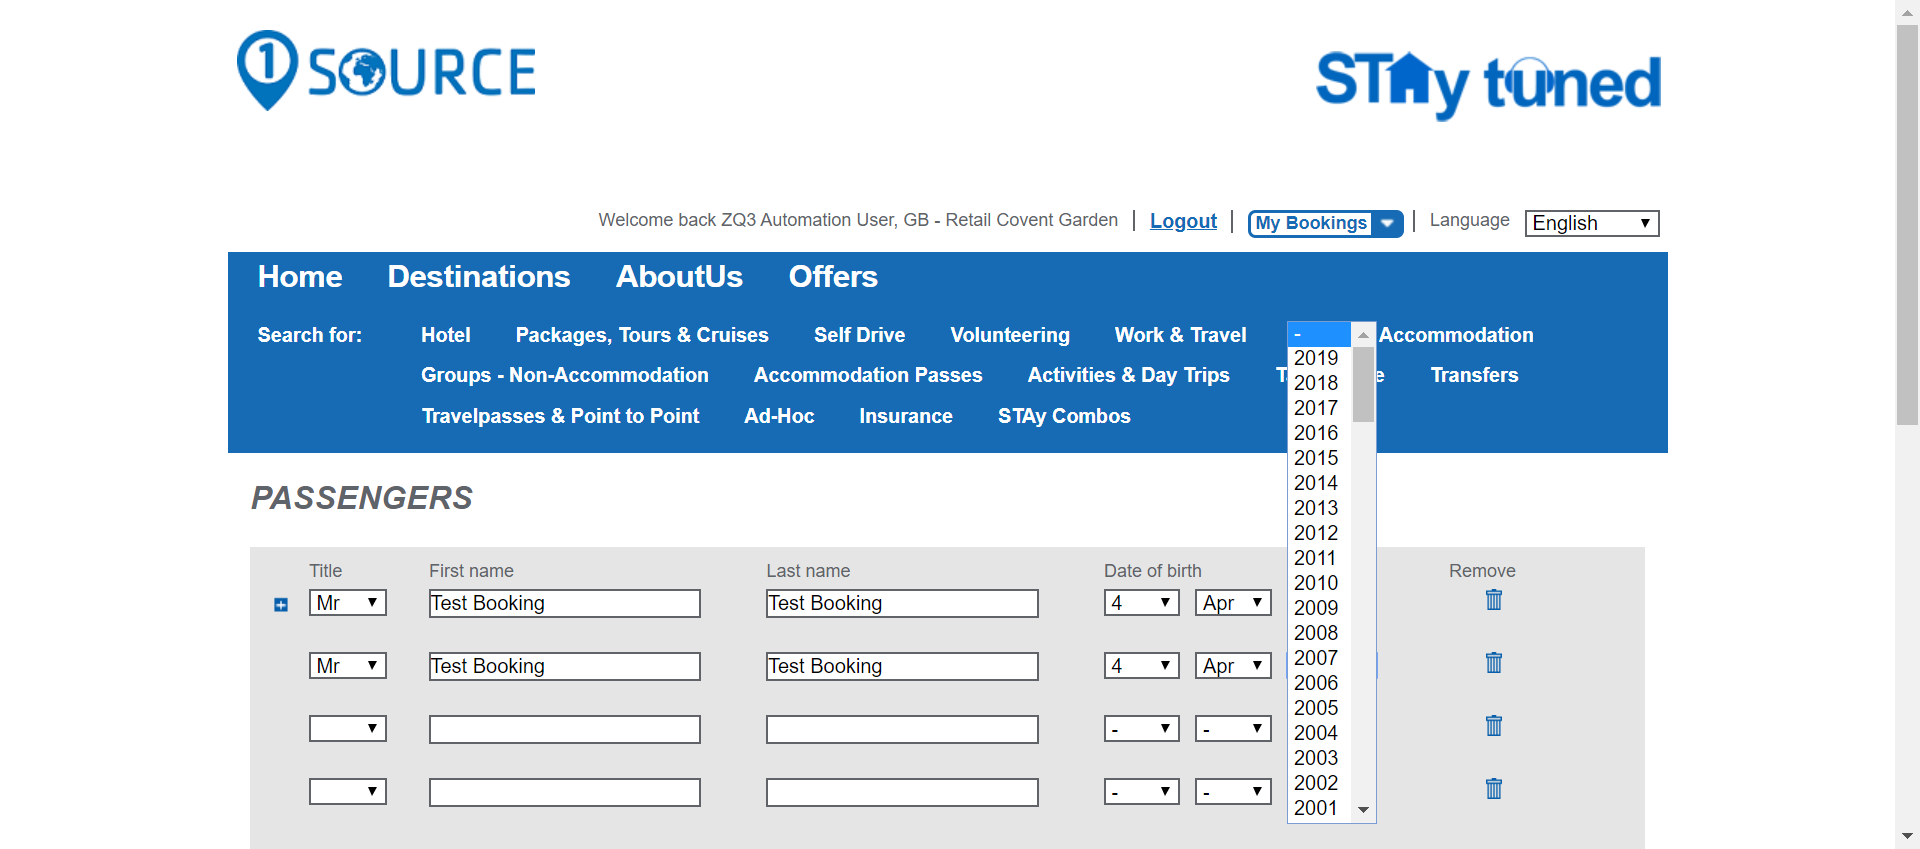 1 SOURCE
STAy tuned
Welcome back ZQ3 Automation User, GB - Retail Covent Garden Logout My Bookings Language English
Home Destinations AboutUs Offers
Search for: Hotel Packages, Tours & Cruises Self Drive Volunteering Work & Travel Accommodation
Groups - Non-Accommodation Accommodation Passes Activities & Day Trips Transfers
Travelpasses & Point to Point Ad-Hoc Insurance STAy Combos
-
2019
2018
2017
2016
2015
2014
2013
2012
2011
2010
2009
2008
2007
2006
2005
2004
2003
2002
2001
PASSENGERS
Title First name Last name Date of birth Remove
Mr Test Booking Test Booking 4 Apr
Mr Test Booking Test Booking 4 Apr
- -
- -